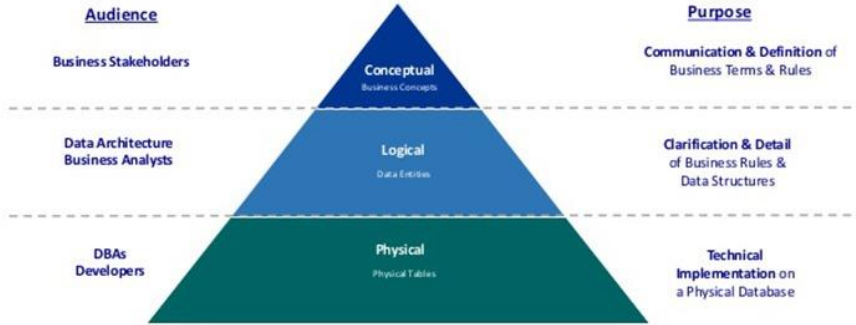 Audience
Purpose
Business Stakeholders
Conceptual
Business Concepts
Communication & Definition of
Business Terms & Rules
Data Architecture
Business Analysts
Logical
Data Entities
Clarification & Detail
of Business Rules &
Data Structures
DBAs
Developers
Physical
Physical Tables
Technical
Implementation on
a Physical Database